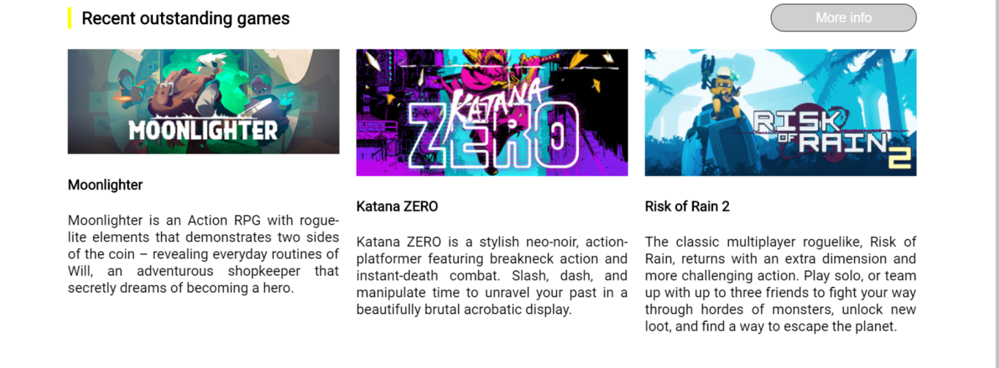 Recent outstanding games
More info
MOONLIGHTER
KATANA
ZERO
RISK
OF RAIN
2
Moonlighter
Moonlighter is an Action RPG with rogue-
lite elements that demonstrates two sides
of the coin – revealing everyday routines of
Will, an adventurous shopkeeper that
secretly dreams of becoming a hero.
Katana ZERO
Katana ZERO is a stylish neo-noir, action-
platformer featuring breakneck action and
instant-death combat. Slash, dash, and
manipulate time to unravel your past in a
beautifully brutal acrobatic display.
Risk of Rain 2
The classic multiplayer roguelike, Risk of
Rain, returns with an extra dimension and
more challenging action. Play solo, or team
up with up to three friends to fight your way
through hordes of monsters, unlock new
loot, and find a way to escape the planet.